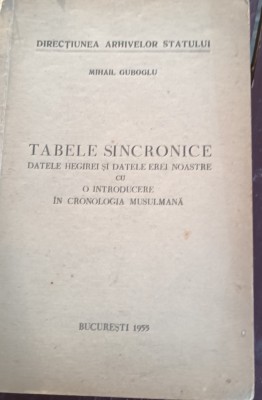 DIRECȚIUNEA ARHIVELOR STATULUI
MIHAIL GUBOGLU
TABELE SINCRONICE
DATELE HEGIREI ȘI DATELE EREI NOASTRE
CU
O INTRODUCERE
ÎN CRONOLOGIA MUSULMANĂ
BUCUREȘTI 1955